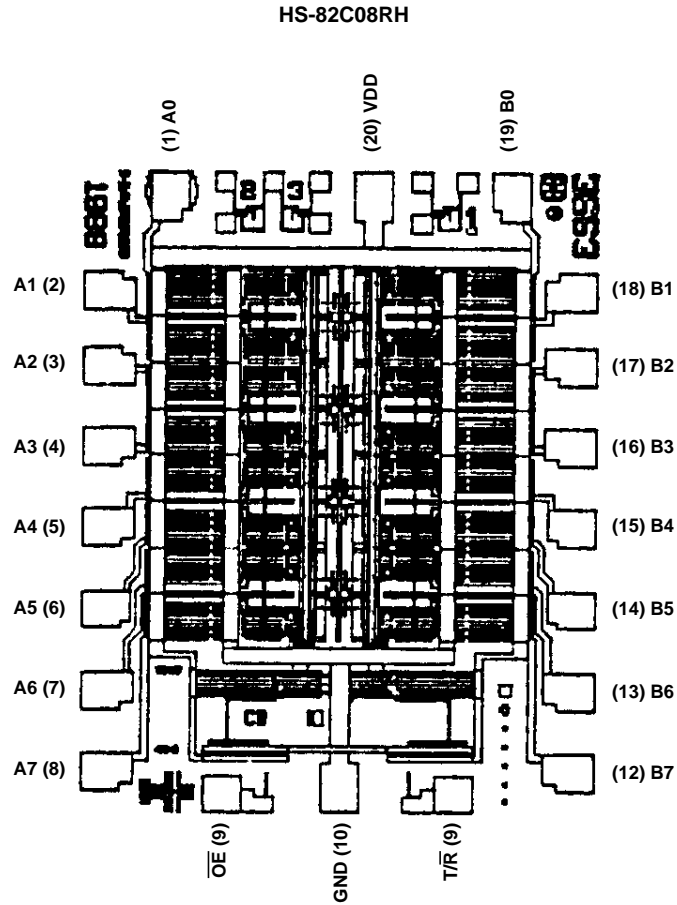 HS-82C08RH
(1) A0
(20) VDD
(19) B0
A1 (2)
(18) B1
A2 (3)
(17) B2
A3 (4)
(16) B3
A4 (5)
(15) B4
A5 (6)
(14) B5
A6 (7)
(13) B6
A7 (8)
(12) B7
O̅E̅ (9)
GND (10)
T/R̅ (9)